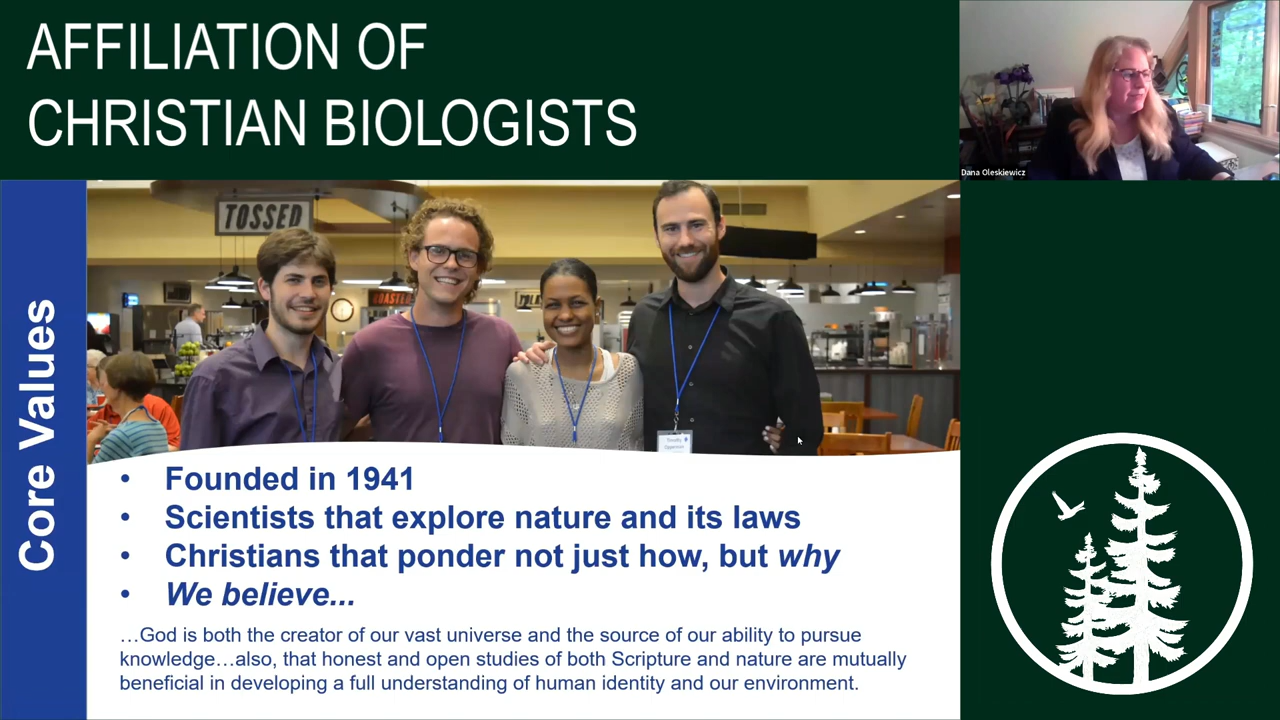 AFFILIATION OF
CHRISTIAN BIOLOGISTS
Dana Oleskiewicz
Core Values
TOSSED
ROASTED
• Founded in 1941
• Scientists that explore nature and its laws
• Christians that ponder not just how, but why
• We believe...
…God is both the creator of our vast universe and the source of our ability to pursue
knowledge…also, that honest and open studies of both Scripture and nature are mutually
beneficial in developing a full understanding of human identity and our environment.